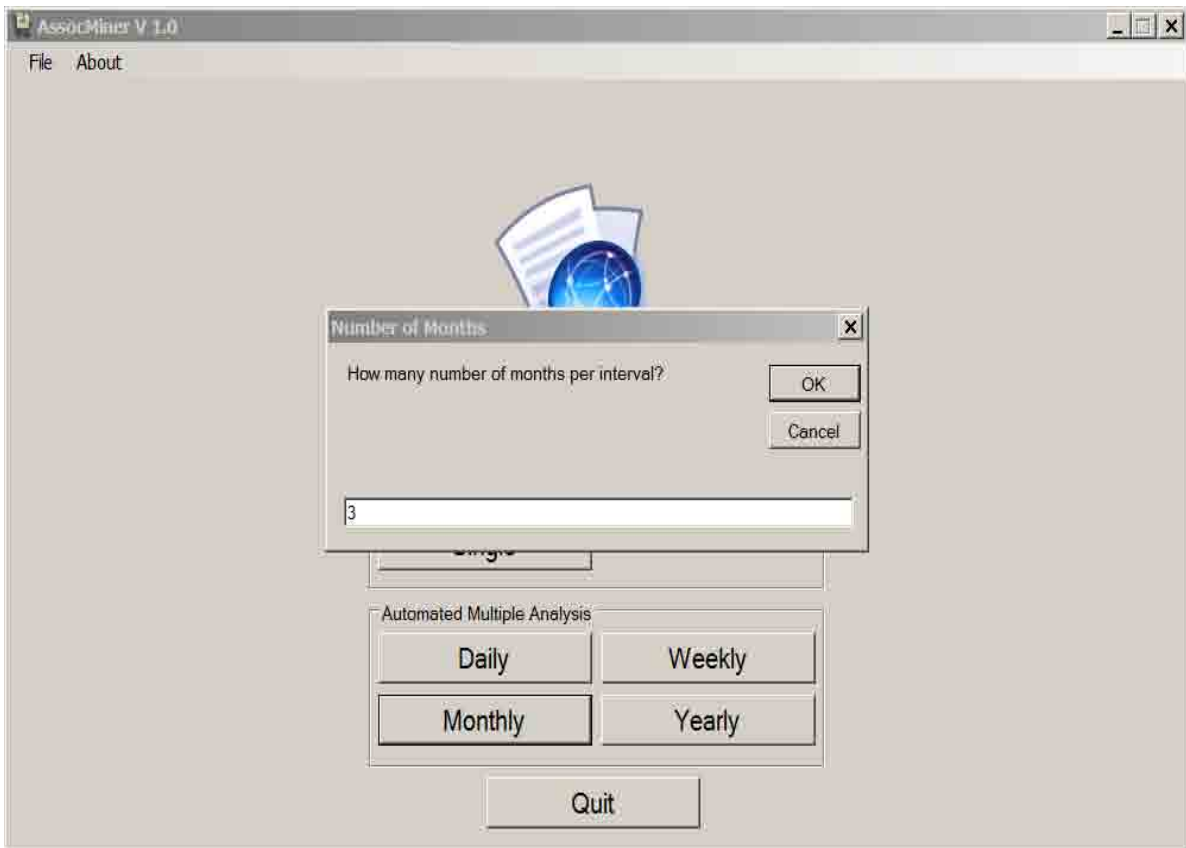 AssocMiner V 1.0
File About
Number of Months
How many number of months per interval?
OK
Cancel
3
Single
Automated Multiple Analysis
Daily Weekly
Monthly Yearly
Quit